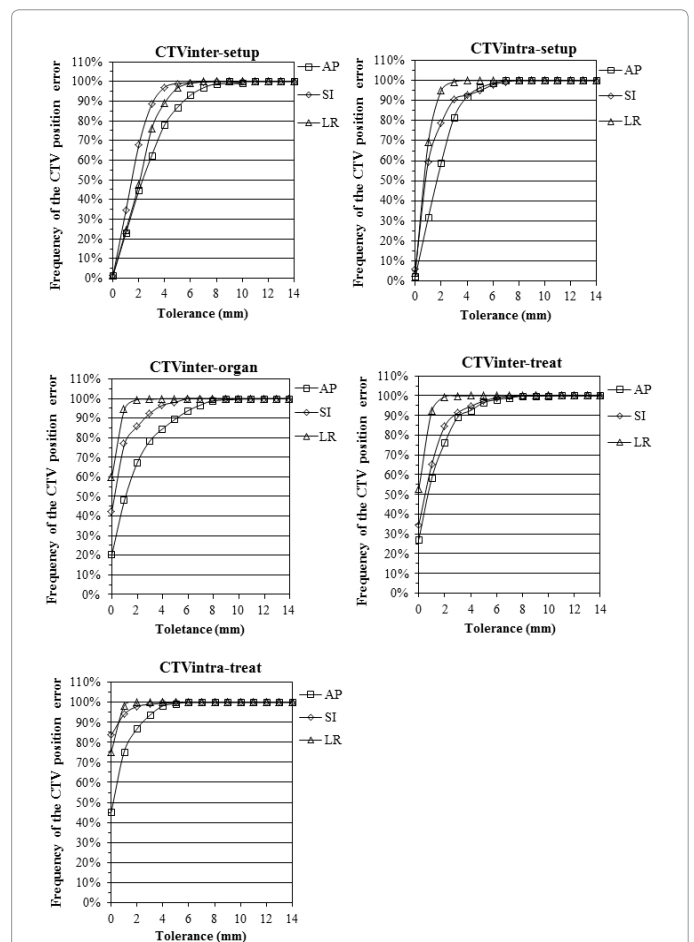 CTVinter-setup
Frequency of the CTV position error
110%
100%
90%
80%
70%
60%
50%
40%
30%
20%
10%
0%
0 2 4 6 8 10 12 14
Tolerance (mm)
AP
SI
LR
CTVintra-setup
Frequency of the CTV position error
110%
100%
90%
80%
70%
60%
50%
40%
30%
20%
10%
0%
0 2 4 6 8 10 12 14
Tolerance (mm)
AP
SI
LR
CTVinter-organ
Frequency of the CTV position error
110%
100%
90%
80%
70%
60%
50%
40%
30%
20%
10%
0%
0 2 4 6 8 10 12 14
Toletance (mm)
AP
SI
LR
CTVinter-treat
Frequency of the CTV position error
110%
100%
90%
80%
70%
60%
50%
40%
30%
20%
10%
0%
0 2 4 6 8 10 12 14
Tolerance (mm)
AP
SI
LR
CTVintra-treat
Frequency of the CTV position error
110%
100%
90%
80%
70%
60%
50%
40%
30%
20%
10%
0%
0 2 4 6 8 10 12 14
Tolerance (mm)
AP
SI
LR